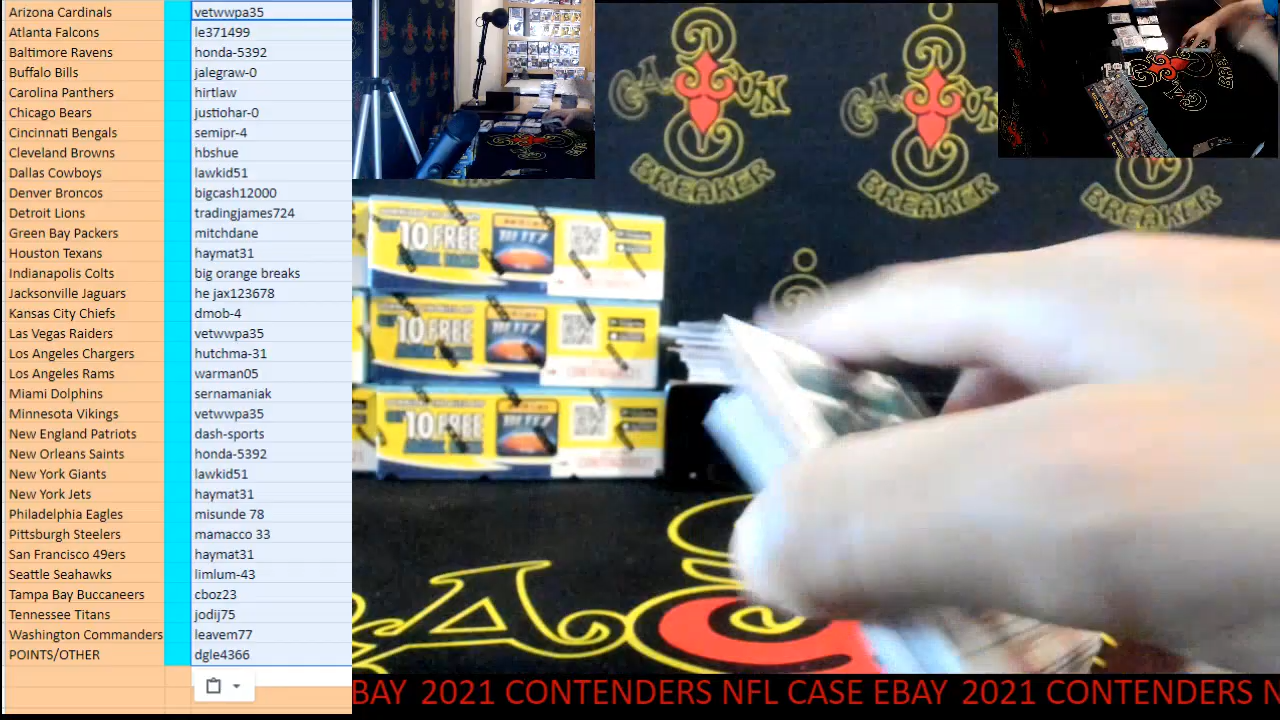 Arizona Cardinals vetwwpa35
Atlanta Falcons le371499
Baltimore Ravens honda-5392
Buffalo Bills jalegraw-0
Carolina Panthers hirtlaw
Chicago Bears justiohar-0
Cincinnati Bengals semipr-4
Cleveland Browns hbshue
Dallas Cowboys lawkid51
Denver Broncos bigcash12000
Detroit Lions tradingjames724
Green Bay Packers mitchdane
Houston Texans haymat31
Indianapolis Colts big orange breaks
Jacksonville Jaguars he jax123678
Kansas City Chiefs dmob-4
Las Vegas Raiders vetwwpa35
Los Angeles Chargers hutchma-31
Los Angeles Rams warman05
Miami Dolphins sernamaniak
Minnesota Vikings vetwwpa35
New England Patriots dash-sports
New Orleans Saints honda-5392
New York Giants lawkid51
New York Jets haymat31
Philadelphia Eagles misunde 78
Pittsburgh Steelers mamacco 33
San Francisco 49ers haymat31
Seattle Seahawks limlum-43
Tampa Bay Buccaneers cboz23
Tennessee Titans jodij75
Washington Commanders leavem77
POINTS/OTHER dgle4366
BREAKER
BREAKER
BREAKER
10 FREE
BLITZ
10 FREE
BLITZ
10 FREE
BLITZ
BAY 2021 CONTENDERS NFL CASE EBAY 2021 CONTENDERS N